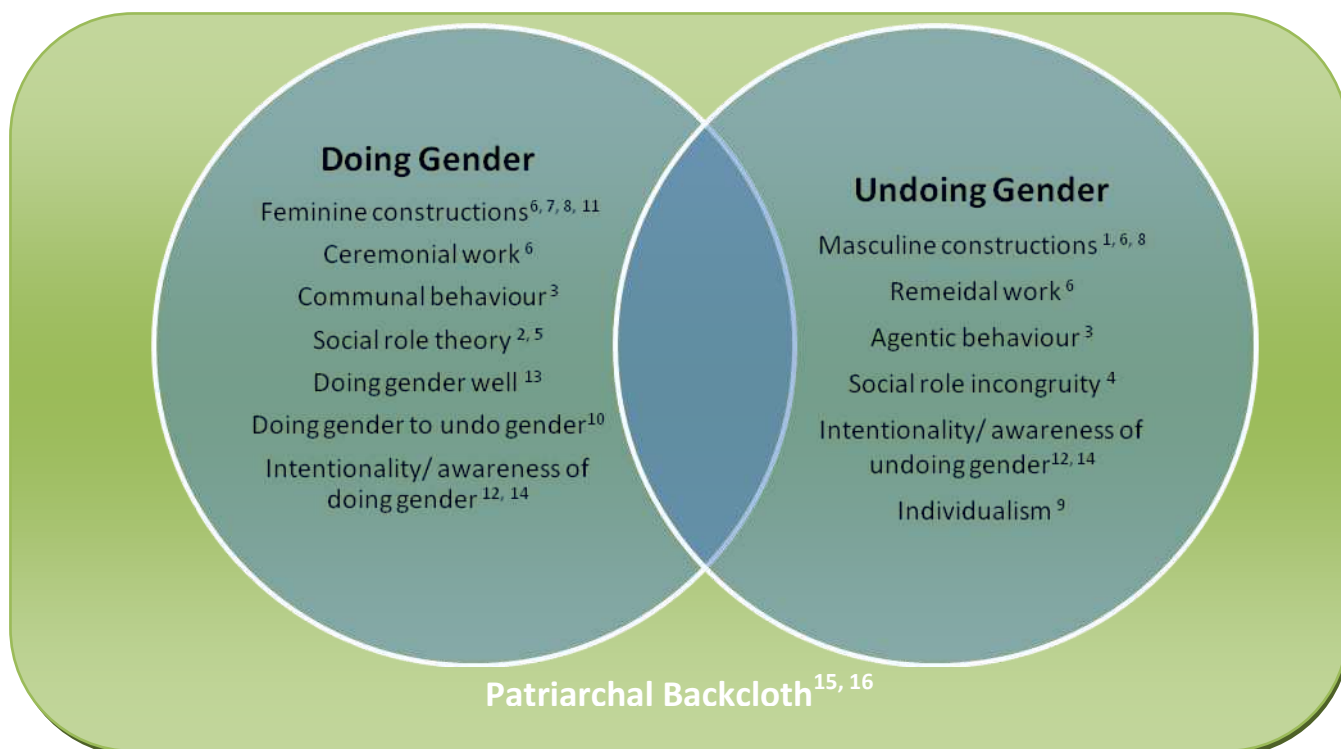 Doing Gender
Feminine constructions6, 7, 8, 11
Ceremonial work 6
Communal behaviour 3
Social role theory 2, 5
Doing gender well 13
Doing gender to undo gender10
Intentionality/ awareness of
doing gender 12, 14
Undoing Gender
Masculine constructions 1, 6, 8
Remeidal work 6
Agentic behaviour 3
Social role incongruity 4
Intentionality/ awareness of
undoing gender12, 14
Individualism 9
Patriarchal Backcloth15, 16